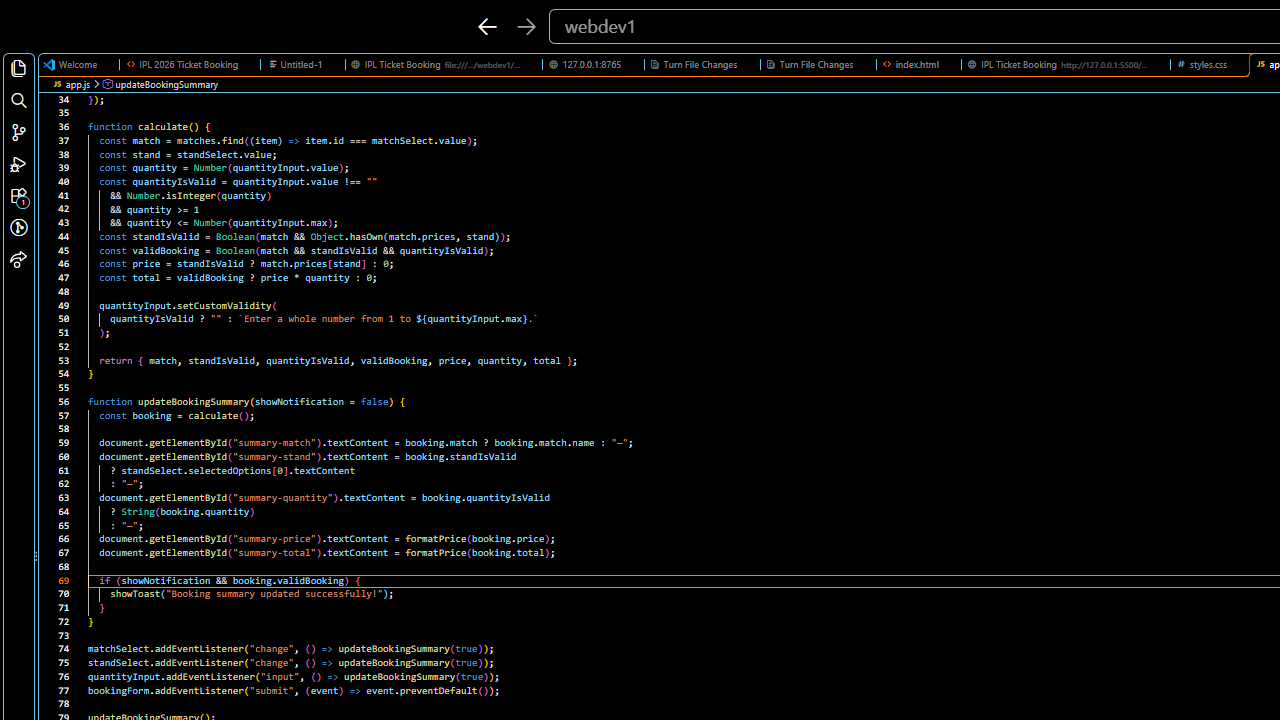 webdev1
Welcome IPL 2026 Ticket Booking Untitled-1 IPL Ticket Booking file:///.../webdev1/... 127.0.0.1:8765 Turn File Changes Turn File Changes index.html IPL Ticket Booking http://127.0.0.1:5500/... # styles.css JS ap
JS app.js > updateBookingSummary
34 });
35
36 function calculate() {
37 const match = matches.find((item) => item.id === matchSelect.value);
38 const stand = standSelect.value;
39 const quantity = Number(quantityInput.value);
40 const quantityIsValid = quantityInput.value !== ""
41 && Number.isInteger(quantity)
1
42 && quantity >= 1
43 && quantity <= Number(quantityInput.max);
44 const standIsValid = Boolean(match && Object.hasOwn(match.prices, stand));
45 const validBooking = Boolean(match && standIsValid && quantityIsValid);
46 const price = standIsValid ? match.prices[stand] : 0;
47 const total = validBooking ? price * quantity : 0;
48
49 quantityInput.setCustomValidity(
50 quantityIsValid ? "" : `Enter a whole number from 1 to ${quantityInput.max}.`
51 );
52
53 return { match, standIsValid, quantityIsValid, validBooking, price, quantity, total };
54 }
55
56 function updateBookingSummary(showNotification = false) {
57 const booking = calculate();
58
59 document.getElementById("summary-match").textContent = booking.match ? booking.match.name : "—";
60 document.getElementById("summary-stand").textContent = booking.standIsValid
61 ? standSelect.selectedOptions[0].textContent
62 : "—";
63 document.getElementById("summary-quantity").textContent = booking.quantityIsValid
64 ? String(booking.quantity)
65 : "—";
66 document.getElementById("summary-price").textContent = formatPrice(booking.price);
67 document.getElementById("summary-total").textContent = formatPrice(booking.total);
68
69 if (showNotification && booking.validBooking) {
70 showToast("Booking summary updated successfully!");
71 }
72 }
73
74 matchSelect.addEventListener("change", () => updateBookingSummary(true));
75 standSelect.addEventListener("change", () => updateBookingSummary(true));
76 quantityInput.addEventListener("input", () => updateBookingSummary(true));
77 bookingForm.addEventListener("submit", (event) => event.preventDefault());
78
79 updateBookingSummary();